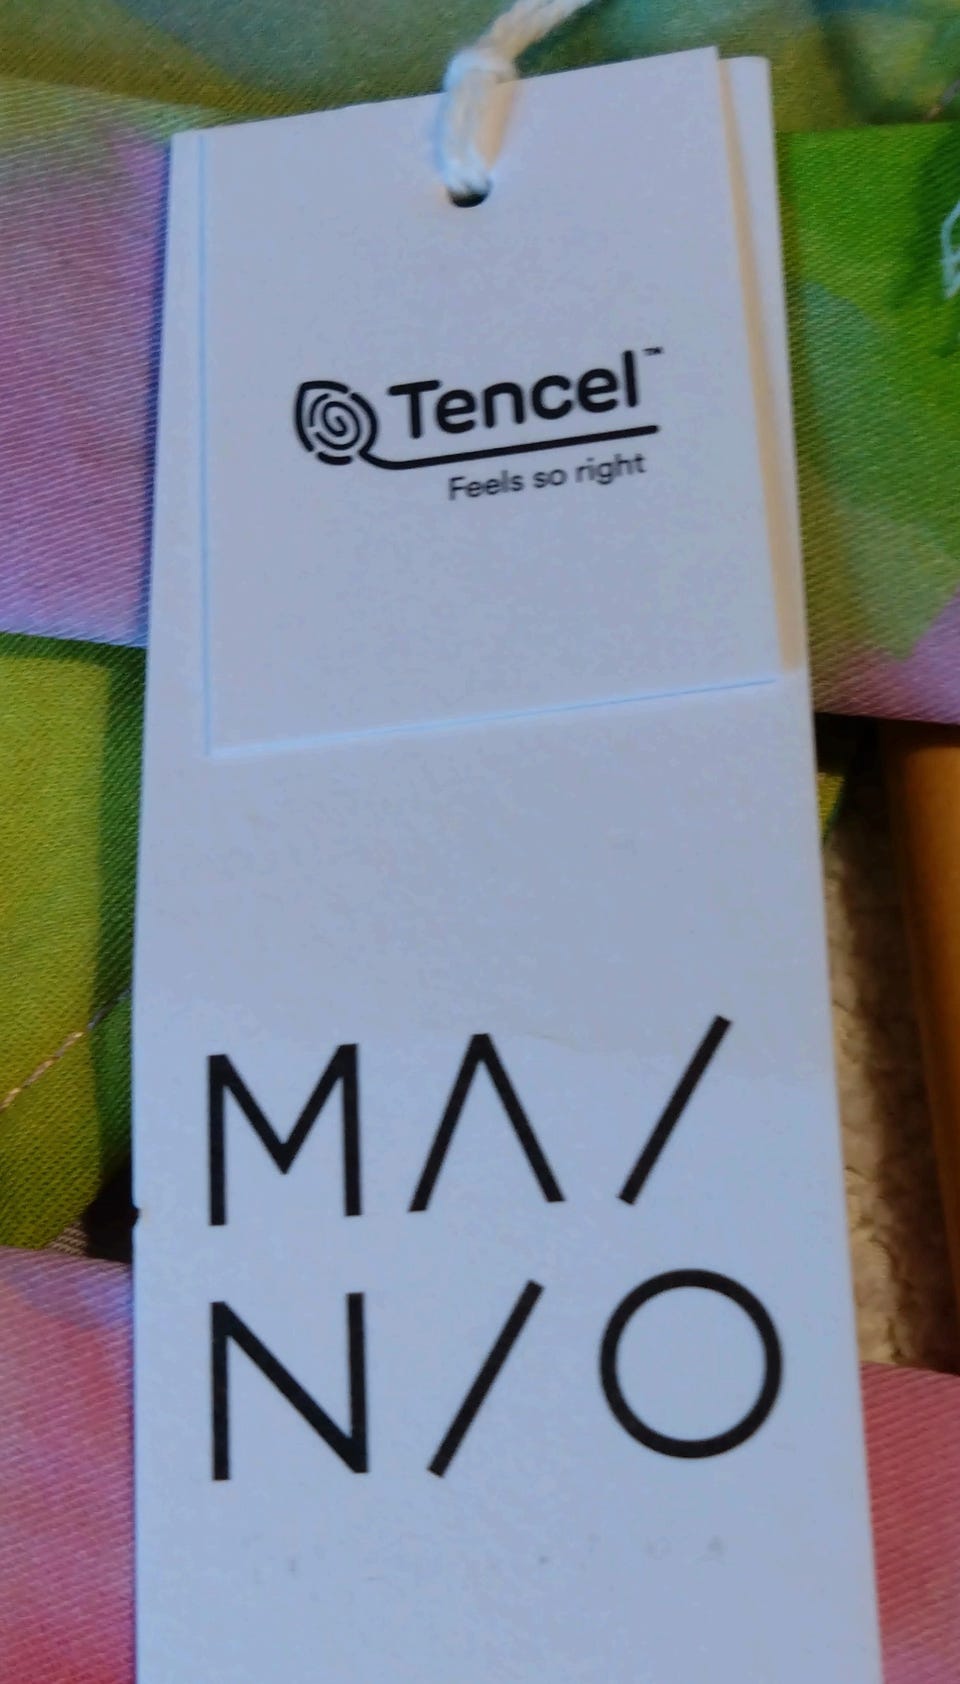 Tencel™
Feels so right
MA/
N/O